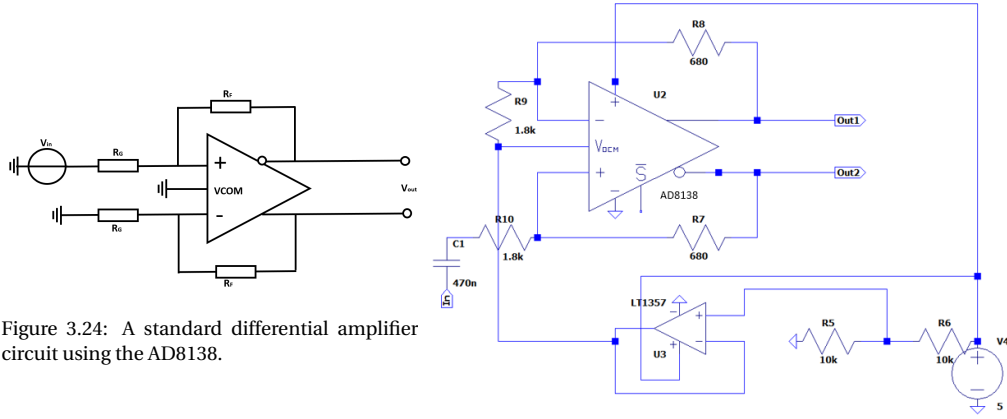 Vin
RG
RF
+
VCOM
-
RG
RF
Vout
Figure 3.24: A standard differential amplifier
circuit using the AD8138.
R8
680
R9
1.8k
U2
+
−
VOCM
+
−
S
AD8138
Out1
Out2
R10
1.8k
R7
680
C1
470n
In
LT1357
−
+
+
−
U3
R5
10k
R6
10k
V4
+
−
5